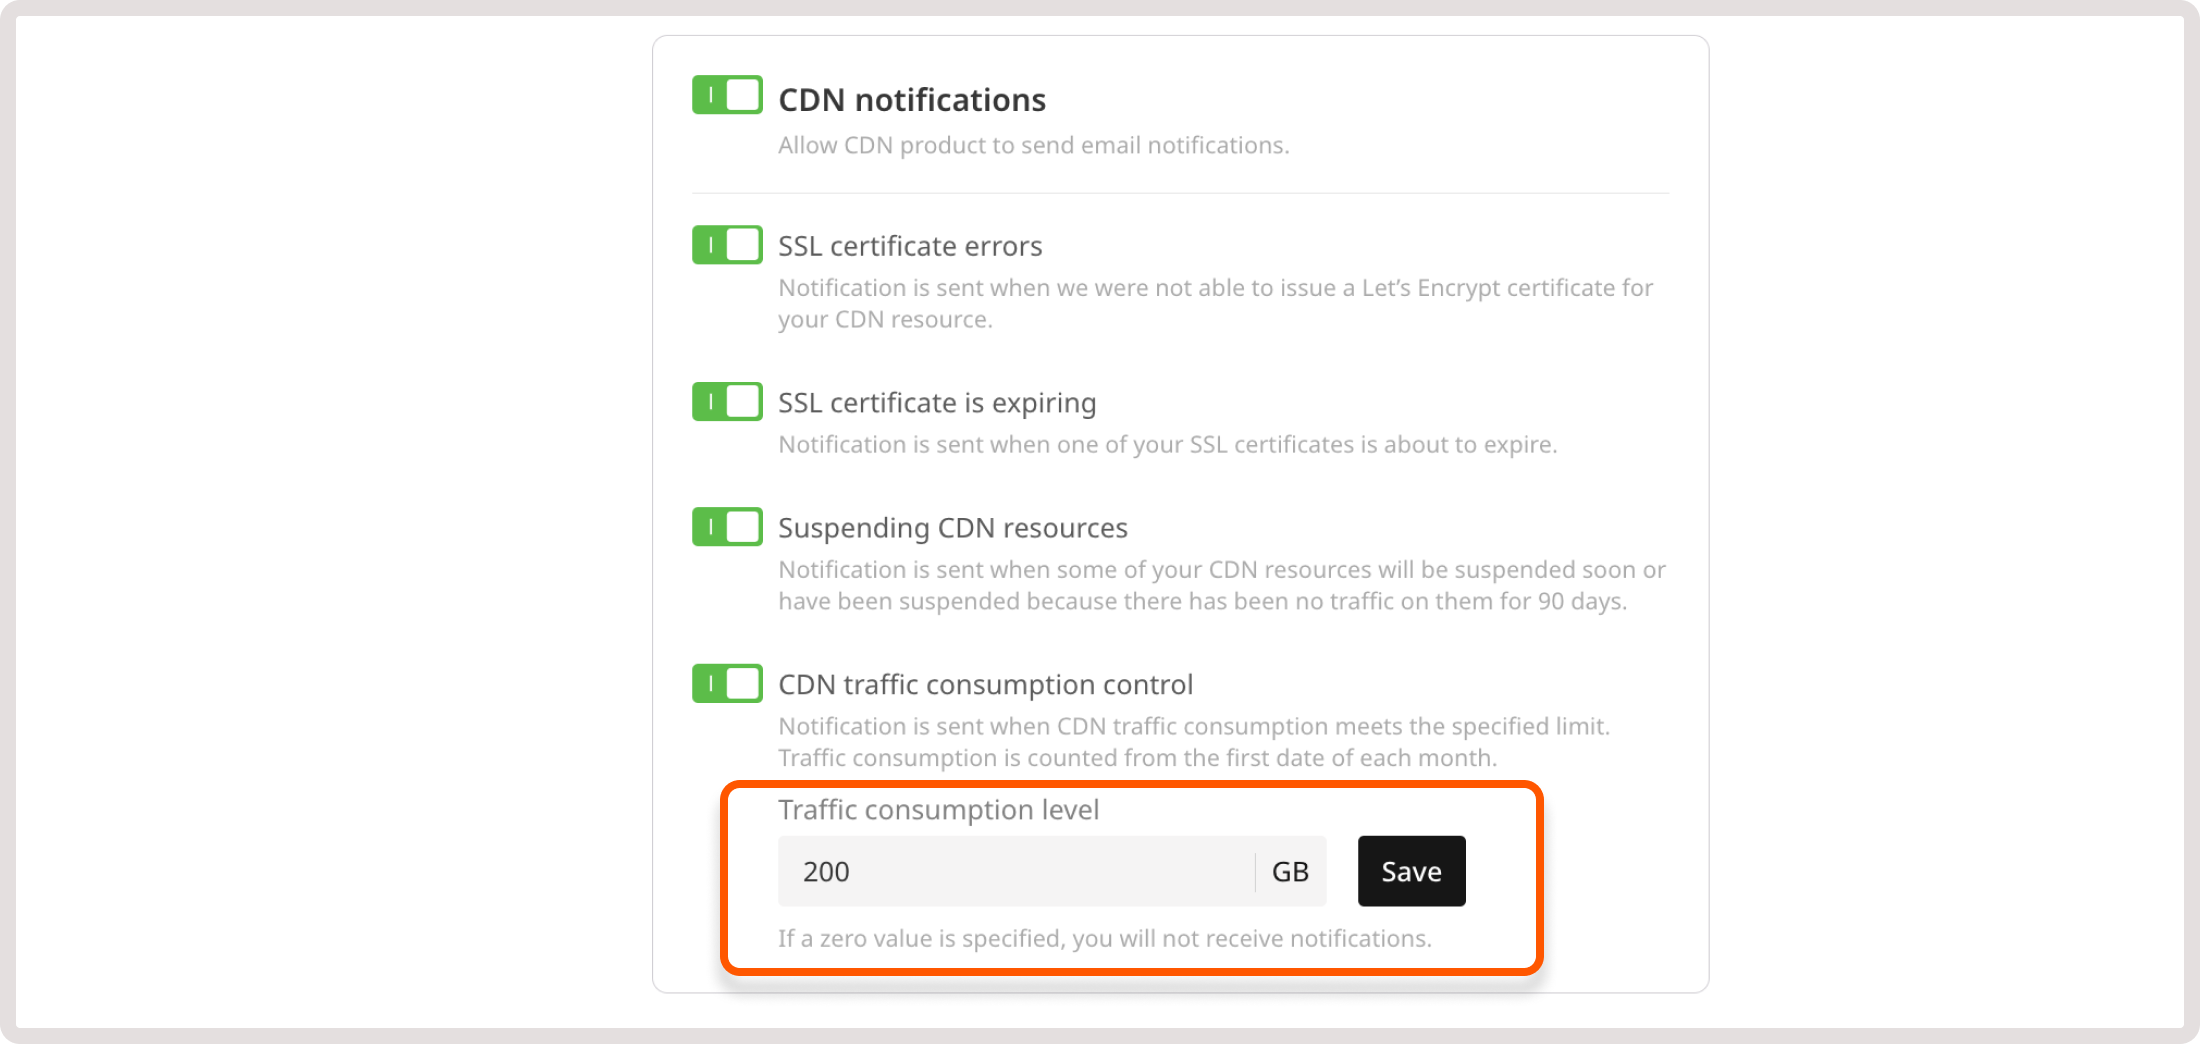 CDN notifications
Allow CDN product to send email notifications.
SSL certificate errors
Notification is sent when we were not able to issue a Let’s Encrypt certificate for
your CDN resource.
SSL certificate is expiring
Notification is sent when one of your SSL certificates is about to expire.
Suspending CDN resources
Notification is sent when some of your CDN resources will be suspended soon or
have been suspended because there has been no traffic on them for 90 days.
CDN traffic consumption control
Notification is sent when CDN traffic consumption meets the specified limit.
Traffic consumption is counted from the first date of each month.
Traffic consumption level
200 GB Save
If a zero value is specified, you will not receive notifications.